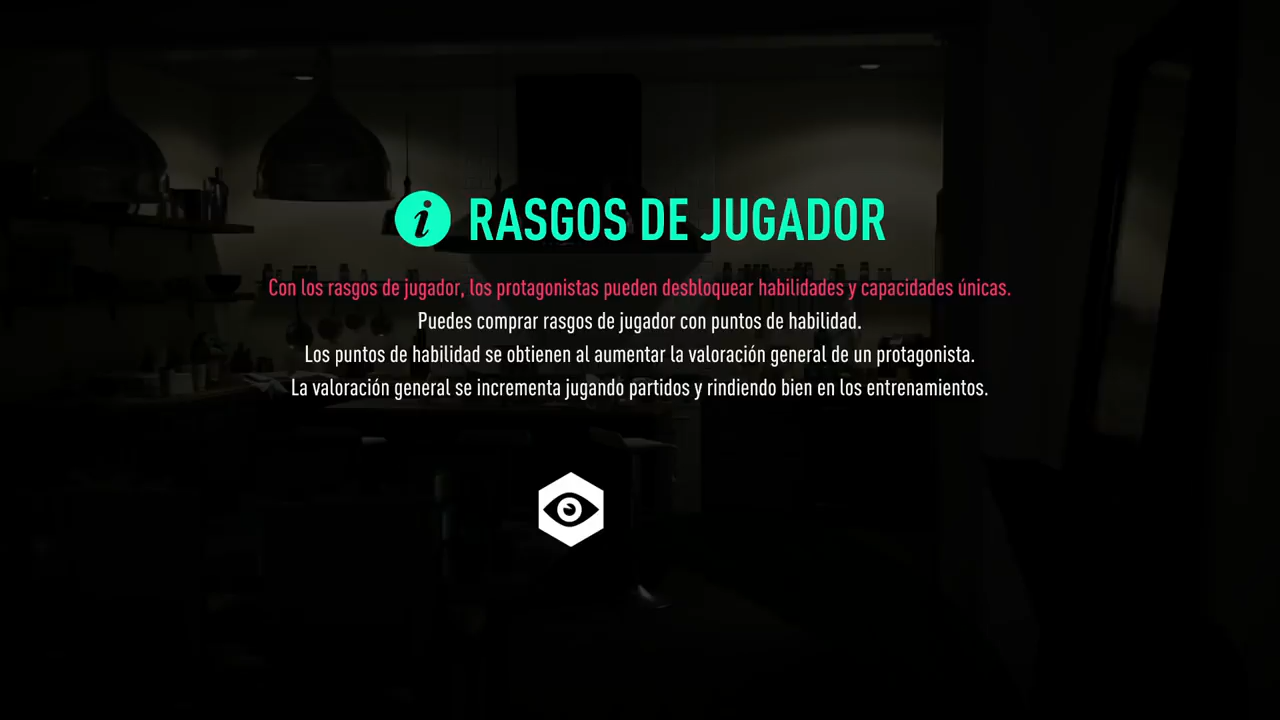 RASGOS DE JUGADOR
Con los rasgos de jugador, los protagonistas pueden desbloquear habilidades y capacidades únicas.
Puedes comprar rasgos de jugador con puntos de habilidad.
Los puntos de habilidad se obtienen al aumentar la valoración general de un protagonista.
La valoración general se incrementa jugando partidos y rindiendo bien en los entrenamientos.